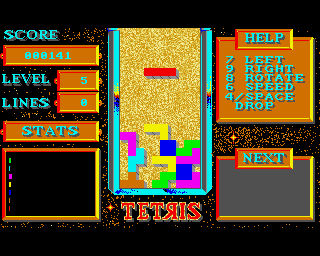 SCORE
000141
LEVEL 5
LINES 0
STATS
HELP
7 LEFT
9 RIGHT
8 ROTATE
6 SPEED
4/SPACE
DROP
NEXT
TETRIS